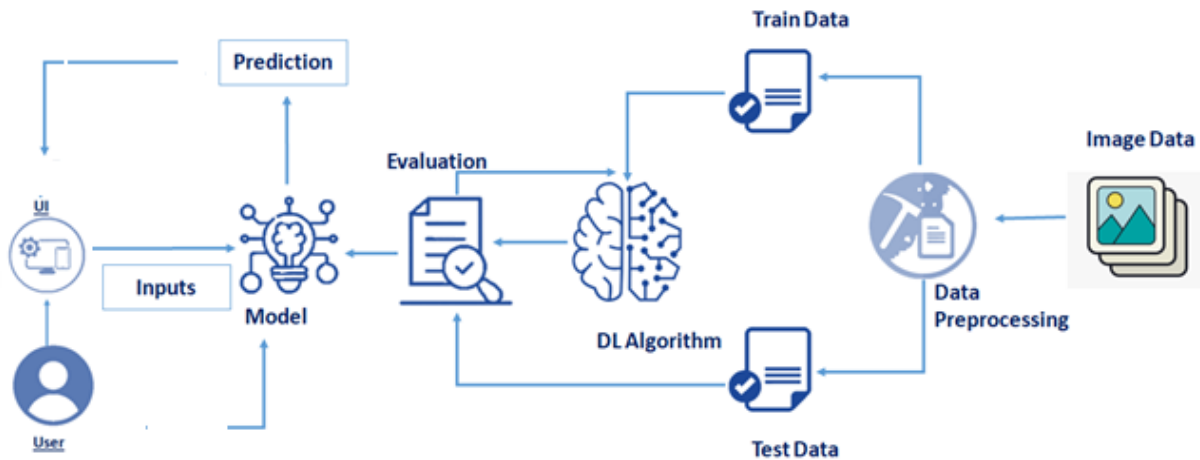 Train Data
Prediction
Image Data
Evaluation
UI
Inputs
Model
Data
Preprocessing
DL Algorithm
User
Test Data